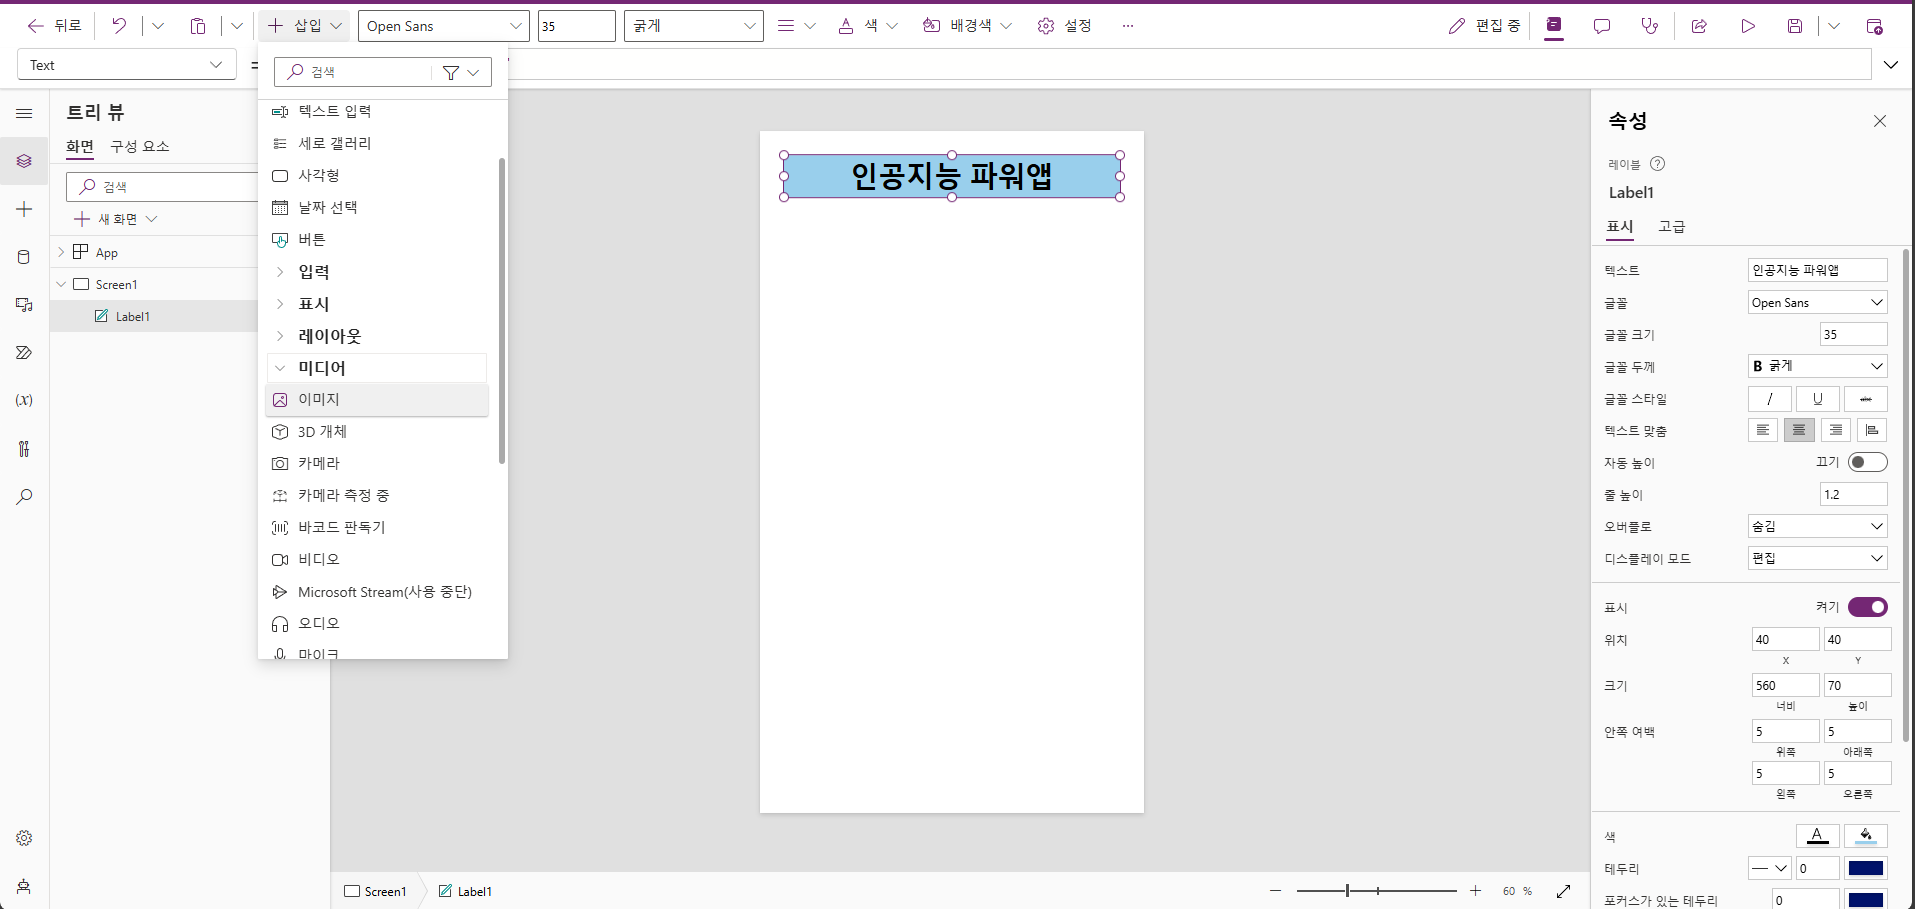 뒤로
삽입
Open Sans
35
굵게
색
배경색
설정
편집 중
Text
=
"
트리 뷰
화면
구성 요소
검색
새 화면
App
Screen1
Label1
검색
텍스트 입력
세로 갤러리
사각형
날짜 선택
버튼
입력
표시
레이아웃
미디어
이미지
3D 개체
카메라
카메라 측정 중
바코드 판독기
비디오
Microsoft Stream(사용 중단)
오디오
마이크
인공지능 파워앱
속성
레이블
Label1
표시 고급
텍스트 인공지능 파워앱
글꼴 Open Sans
글꼴 크기 35
글꼴 두께 B 굵게
글꼴 스타일 / U abc
텍스트 맞춤
자동 높이 끄기
줄 높이 1.2
오버플로 숨김
디스플레이 모드 편집
표시 켜기
위치 40 40
X Y
크기 560 70
너비 높이
안쪽 여백 5 5
위쪽 아래쪽
5 5
왼쪽 오른쪽
색 A
테두리 0
포커스가 있는 테두리 0
Screen1 Label1
60 %